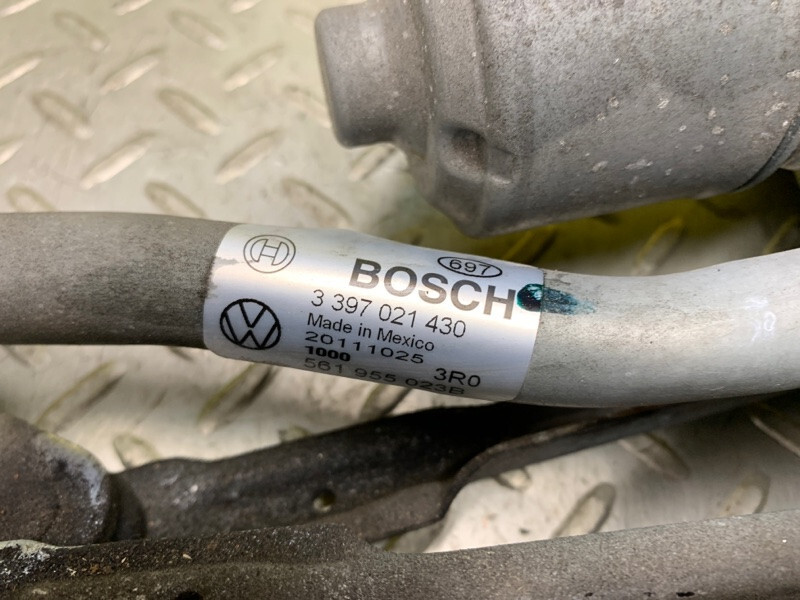 697
BOSCH
3 397 021 430
Made in Mexico
20111025
1000 3R0
561 955 023B